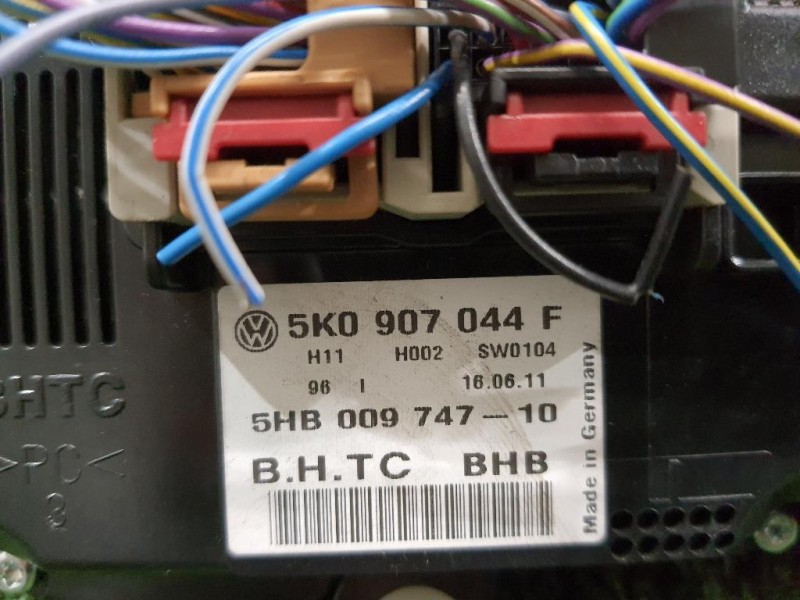 5K0 907 044 F
H11 H002 SW0104
96 I 16.06.11
5HB 009 747-10
B.H.TC BHB
Made in Germany
BHTC
>PC<
3